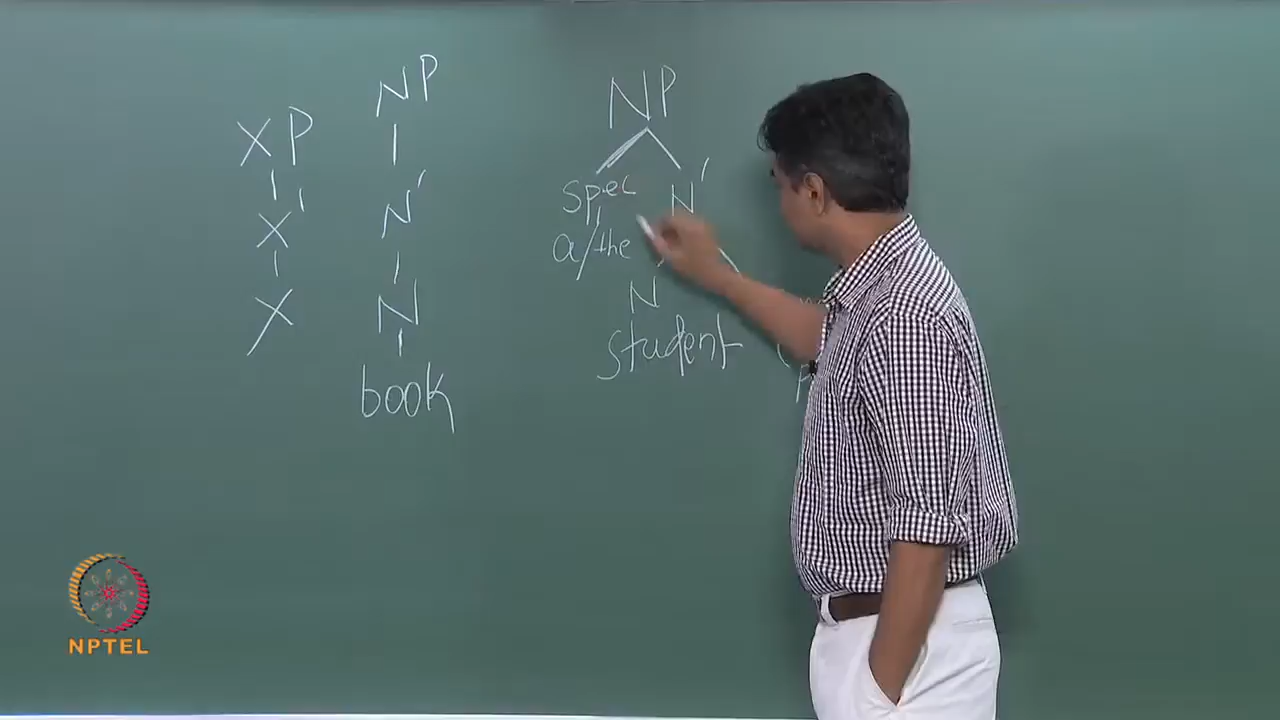 XP
X'
X
NP
N'
N
book
NP
spec N'
a/the
N
student
NPTEL